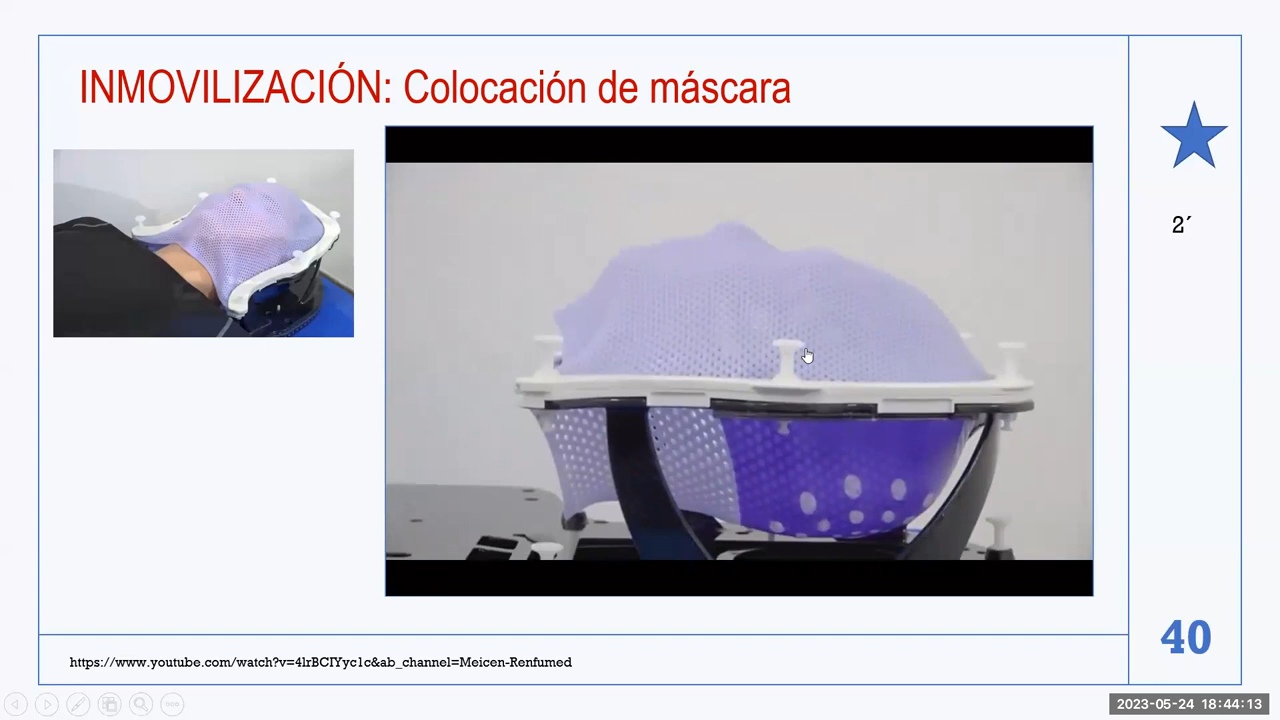 INMOVILIZACIÓN: Colocación de máscara
2´
40
https://www.youtube.com/watch?v=4lrBCIYyc1c&ab_channel=Meicen-Renfumed
2023-05-24 18:44:13